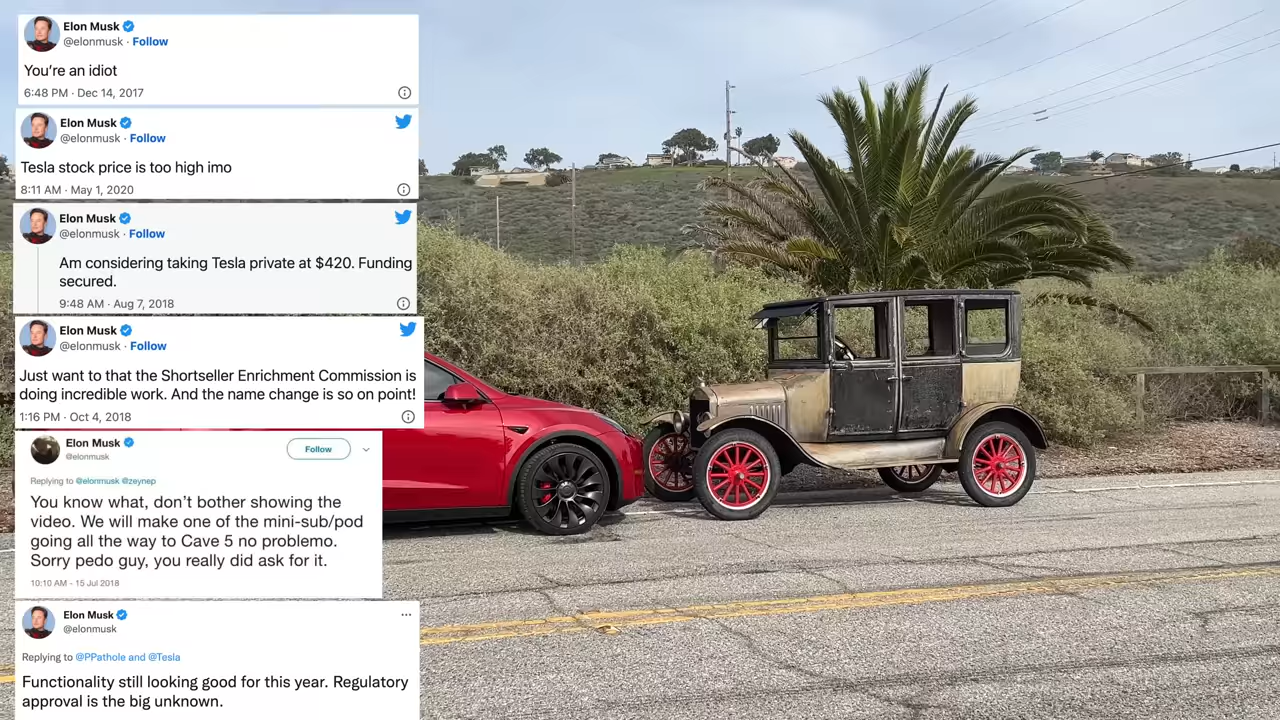 Elon Musk
@elonmusk · Follow
You're an idiot
6:48 PM · Dec 14, 2017
Elon Musk
@elonmusk · Follow
Tesla stock price is too high imo
8:11 AM · May 1, 2020
Elon Musk
@elonmusk · Follow
Am considering taking Tesla private at $420. Funding
secured.
9:48 AM · Aug 7, 2018
Elon Musk
@elonmusk · Follow
Just want to that the Shortseller Enrichment Commission is
doing incredible work. And the name change is so on point!
1:16 PM · Oct 4, 2018
Elon Musk
@elonmusk
Follow
Replying to @elonmusk @zeynep
You know what, don't bother showing the
video. We will make one of the mini-sub/pod
going all the way to Cave 5 no problemo.
Sorry pedo guy, you really did ask for it.
10:10 AM - 15 Jul 2018
Elon Musk
@elonmusk
Replying to @PPathole and @Tesla
Functionality still looking good for this year. Regulatory
approval is the big unknown.